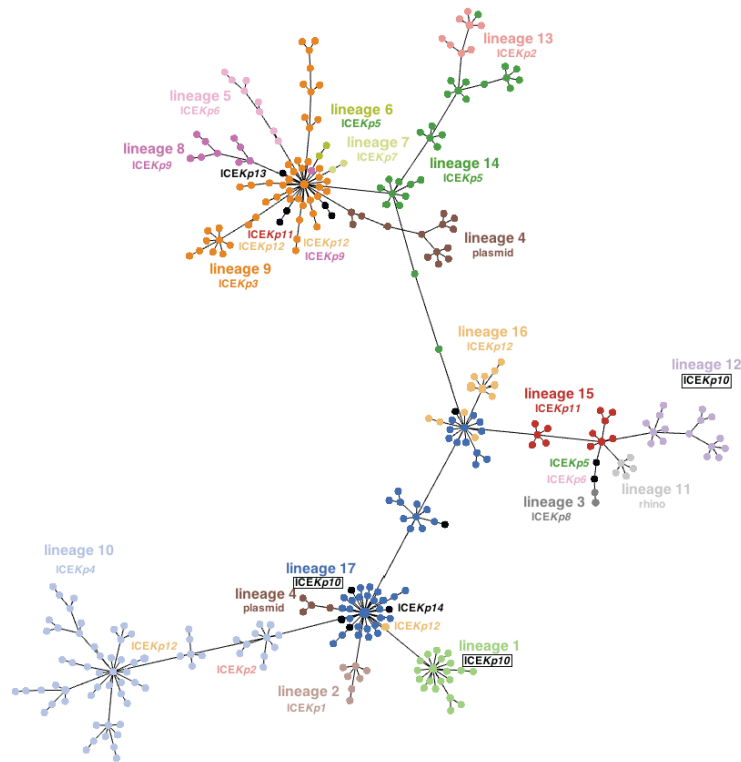 lineage 13
ICEKp2
lineage 5
ICEKp6
lineage 6
ICEKp5
lineage 7
ICEKp7
lineage 8
ICEKp9
ICEKp13
lineage 14
ICEKp5
ICEKp11
ICEKp12
ICEKp12
ICEKp9
lineage 4
plasmid
lineage 9
ICEKp3
lineage 16
ICEKp12
lineage 12
ICEKp10
lineage 15
ICEKp11
ICEKp5
ICEKp6
lineage 11
rhino
lineage 3
ICEKp8
lineage 10
ICEKp4
lineage 17
ICEKp10
lineage 4
plasmid
ICEKp14
ICEKp12
ICEKp12
lineage 1
ICEKp10
ICEKp2
lineage 2
ICEKp1